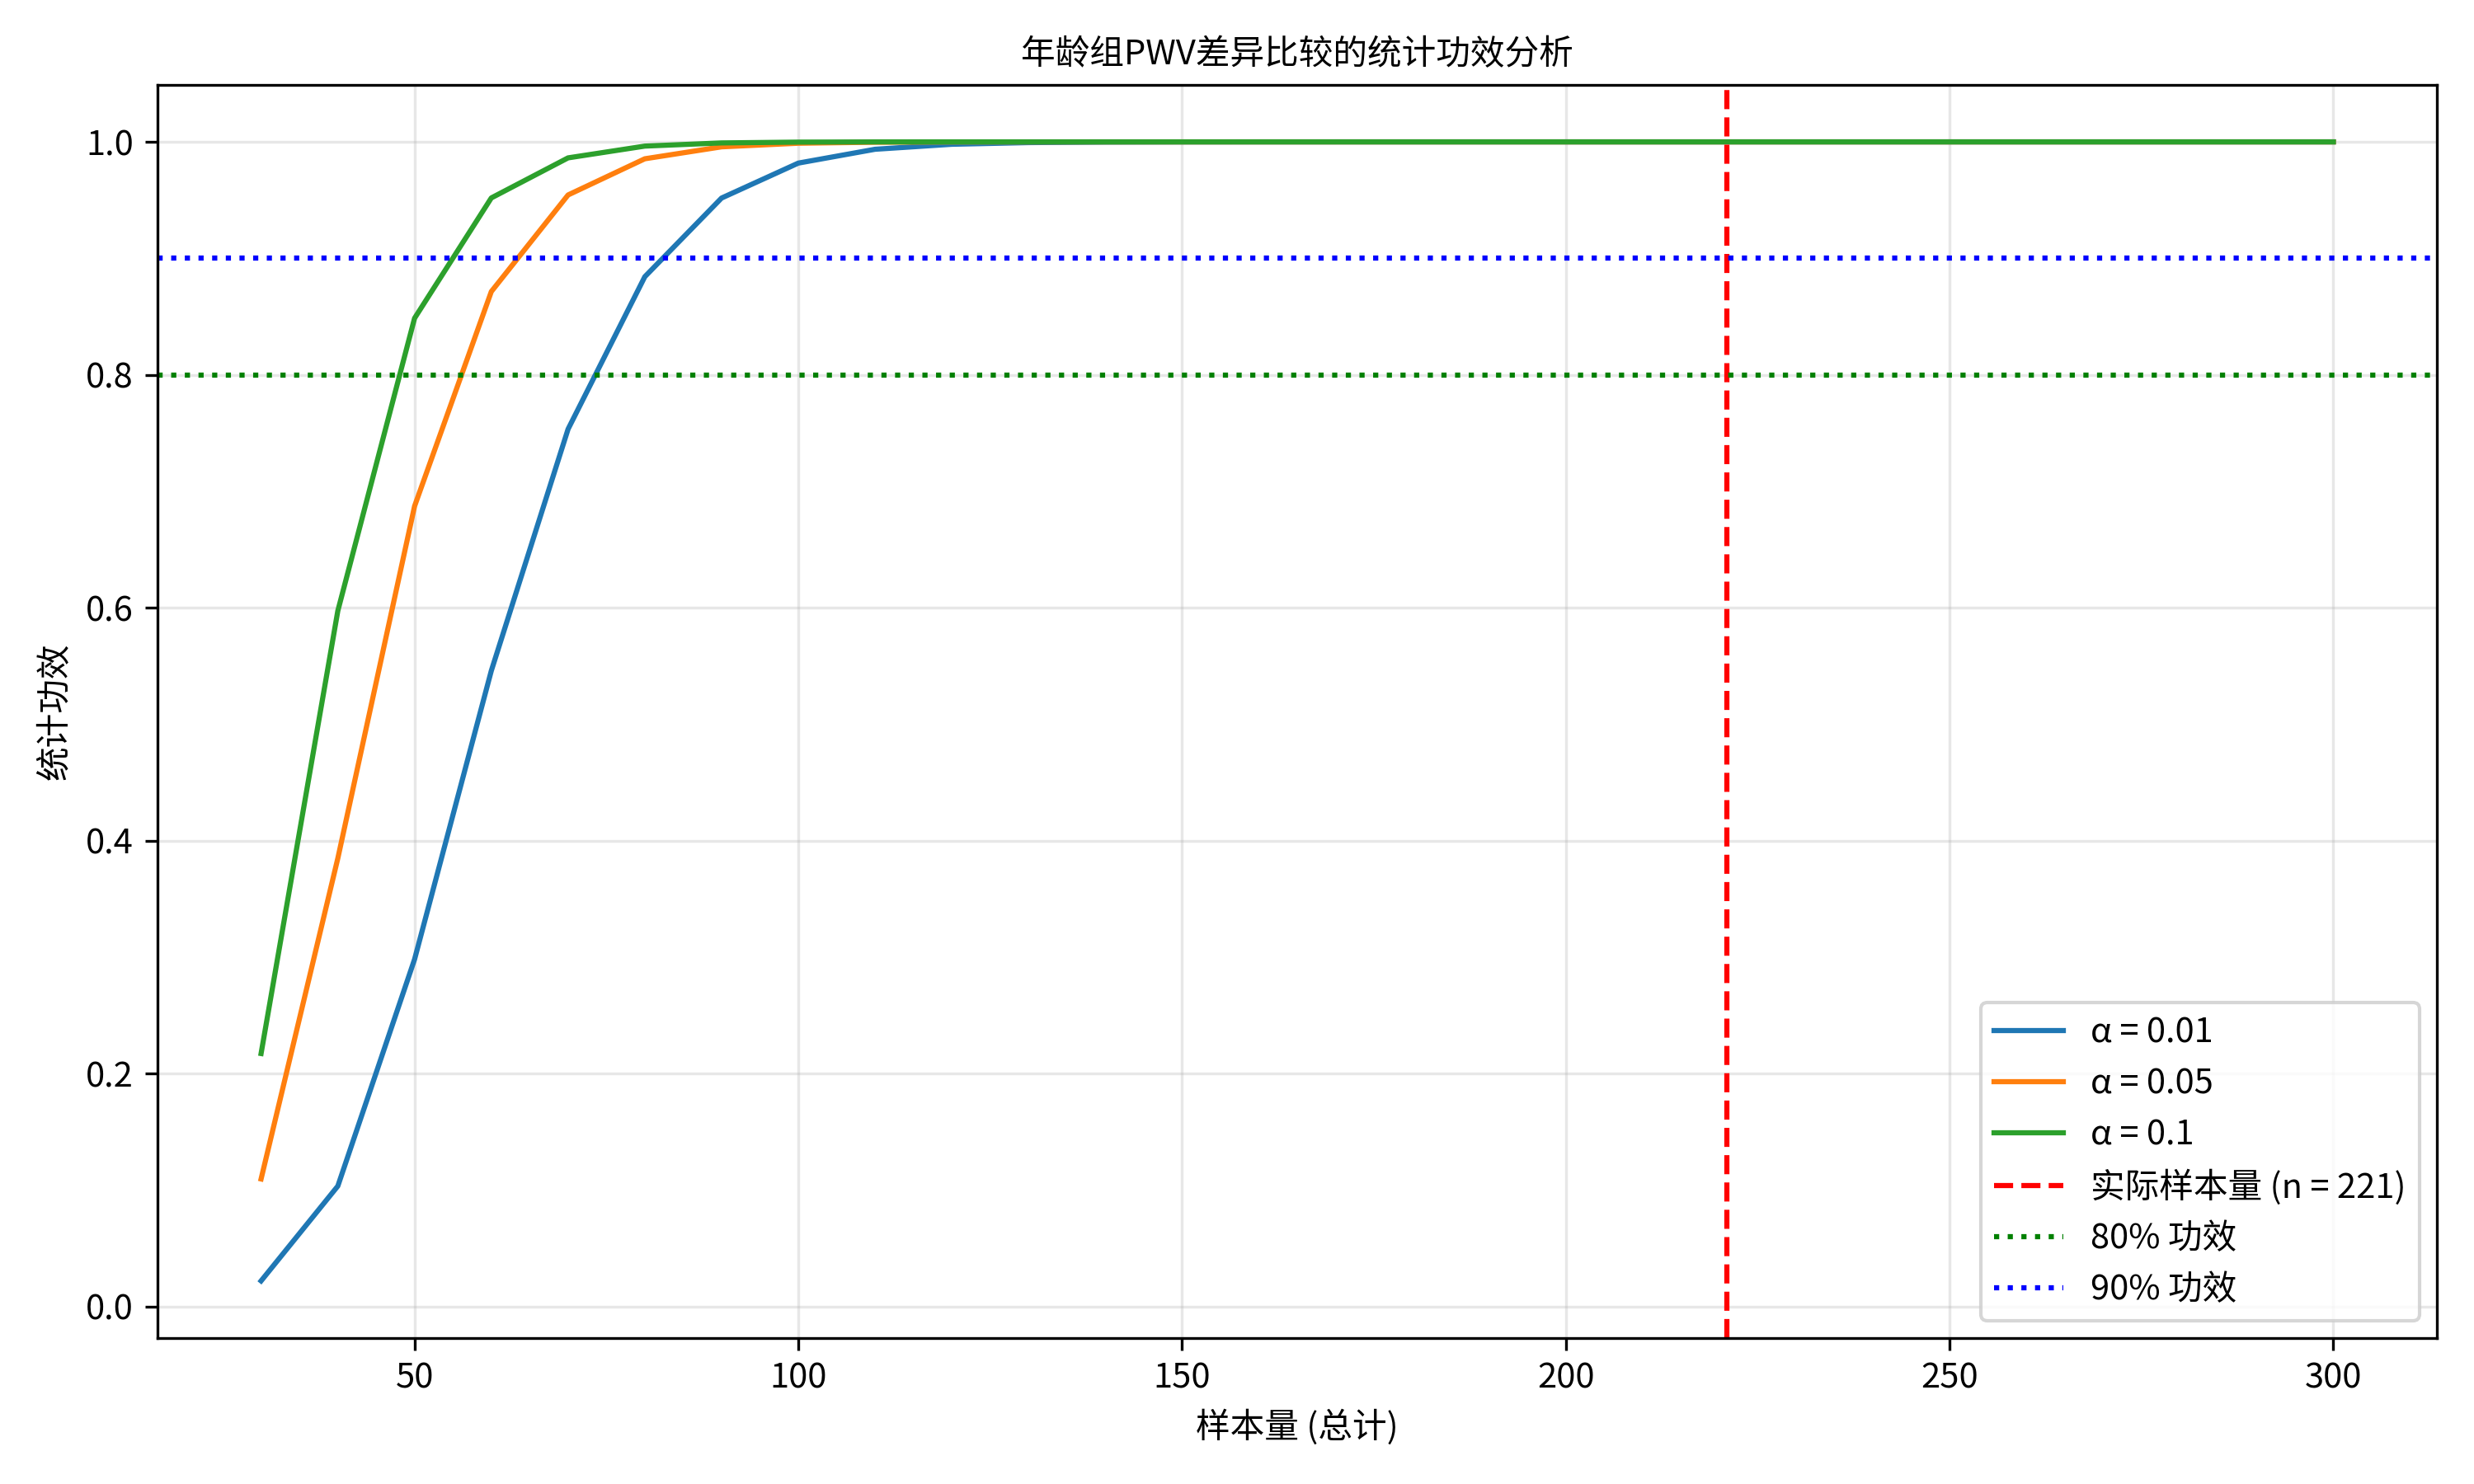 年龄组PWV差异比较的统计功效分析
统计功效
1.0
0.8
0.6
0.4
0.2
0.0
50
100
150
200
250
300
样本量 (总计)
α = 0.01
α = 0.05
α = 0.1
实际样本量 (n = 221)
80% 功效
90% 功效